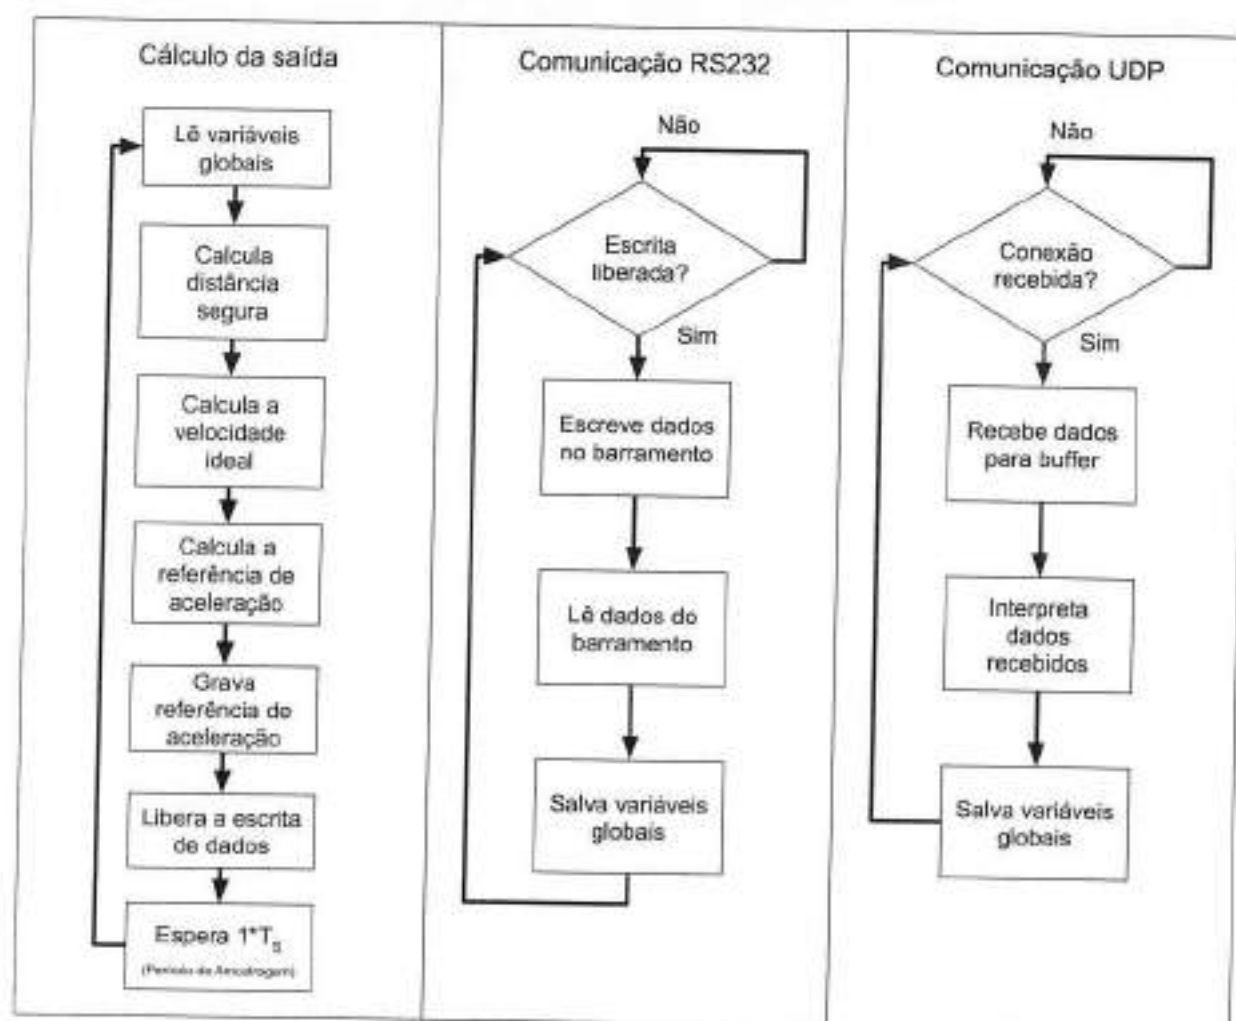 Cálculo da saída
Lê variáveis
globais
Calcula
distância
segura
Calcula a
velocidade
ideal
Calcula a
referência de
aceleração
Grava
referência de
aceleração
Libera a escrita
de dados
Espera 1*Ts
(Período de Amostragem)
Comunicação RS232
Não
Escrita
liberada?
Sim
Escreve dados
no barramento
Lê dados do
barramento
Salva variáveis
globais
Comunicação UDP
Não
Conexão
recebida?
Sim
Recebe dados
para buffer
Interpreta
dados
recebidos
Salva variáveis
globais